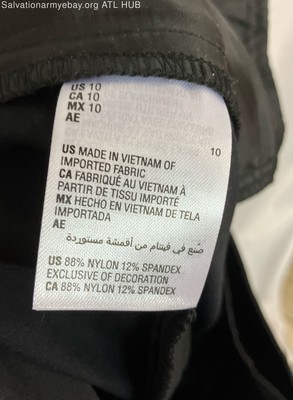 Salvationarmyebay.org ATL HUB
US 10
CA 10
MX 10
AE
10
US MADE IN VIETNAM OF
IMPORTED FABRIC
CA FABRIQUÉ AU VIETNAM À
PARTIR DE TISSU IMPORTÉ
MX HECHO EN VIETNAM DE TELA
IMPORTADA
AE
صُنع في فيتنام من أقمشة مستوردة
US 88% NYLON 12% SPANDEX
EXCLUSIVE OF DECORATION
CA 88% NYLON 12% SPANDEX